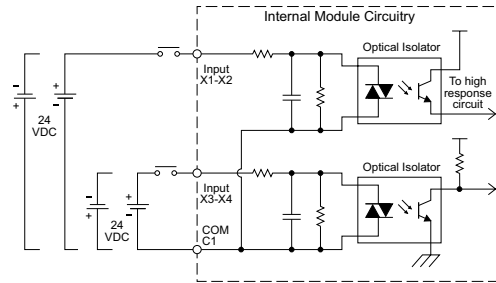 Internal Module Circuitry
Optical Isolator
Input
X1-X2
To high
response
circuit
-
+
+
-
24
VDC
Optical Isolator
Input
X3-X4
-
+
+
-
24
VDC
COM
C1